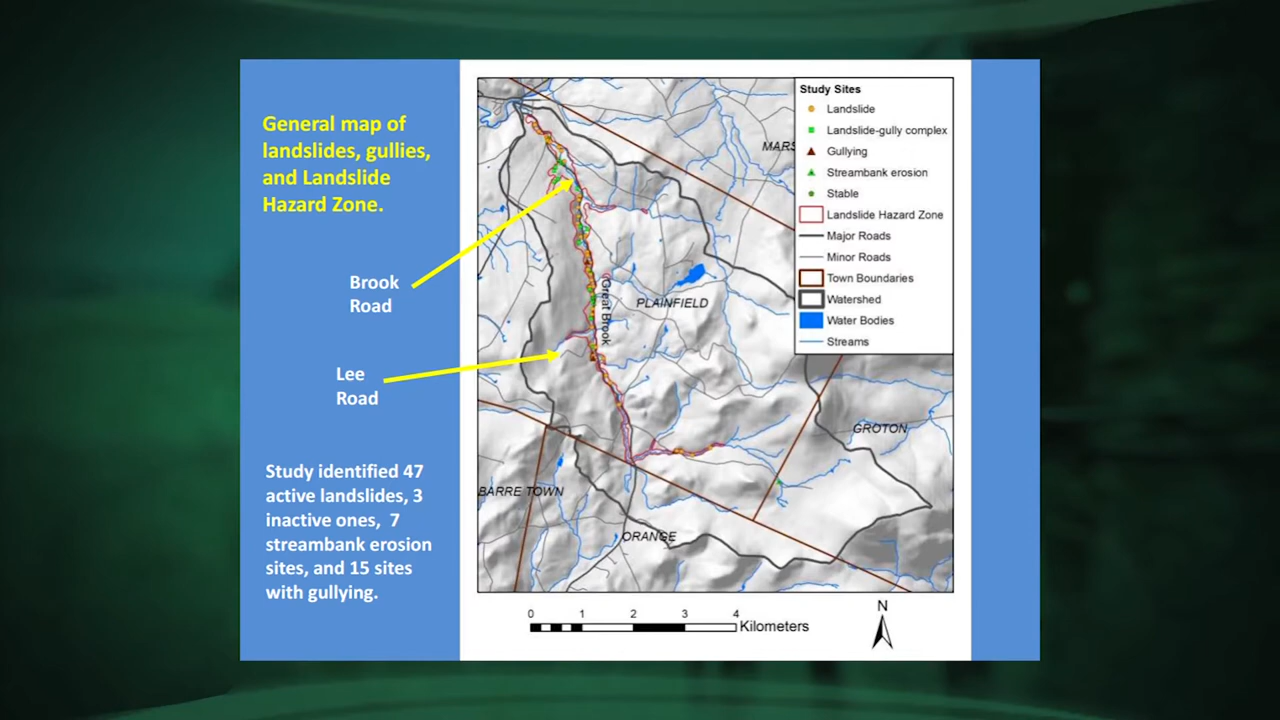 General map of
landslides, gullies,
and Landslide
Hazard Zone.
Brook
Road
Lee
Road
Study identified 47
active landslides, 3
inactive ones, 7
streambank erosion
sites, and 15 sites
with gullying.
MARS
Great Brook
PLAINFIELD
GROTON
BARRE TOWN
ORANGE
Study Sites
Landslide
Landslide-gully complex
Gullying
Streambank erosion
Stable
Landslide Hazard Zone
Major Roads
Minor Roads
Town Boundaries
Watershed
Water Bodies
Streams
0 1 2 3 4
Kilometers
N